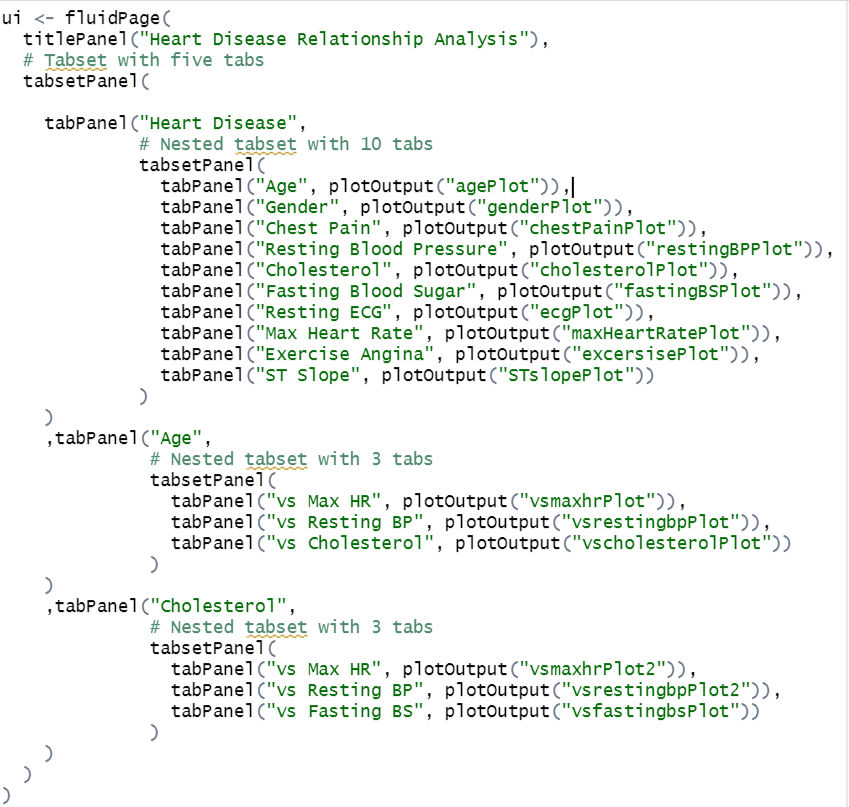 ui <- fluidPage(
  titlePanel("Heart Disease Relationship Analysis"),
  # Tabset with five tabs
  tabsetPanel(

    tabPanel("Heart Disease",
             # Nested tabset with 10 tabs
             tabsetPanel(
               tabPanel("Age", plotOutput("agePlot")),
               tabPanel("Gender", plotOutput("genderPlot")),
               tabPanel("Chest Pain", plotOutput("chestPainPlot")),
               tabPanel("Resting Blood Pressure", plotOutput("restingBPPlot")),
               tabPanel("Cholesterol", plotOutput("cholesterolPlot")),
               tabPanel("Fasting Blood Sugar", plotOutput("fastingBSPlot")),
               tabPanel("Resting ECG", plotOutput("ecgPlot")),
               tabPanel("Max Heart Rate", plotOutput("maxHeartRatePlot")),
               tabPanel("Exercise Angina", plotOutput("excersisePlot")),
               tabPanel("ST Slope", plotOutput("STslopePlot"))
             )
    )
    ,tabPanel("Age",
              # Nested tabset with 3 tabs
              tabsetPanel(
                tabPanel("vs Max HR", plotOutput("vsmaxhrPlot")),
                tabPanel("vs Resting BP", plotOutput("vsrestingbpPlot")),
                tabPanel("vs Cholesterol", plotOutput("vscholesterolPlot"))
              )
    )
    ,tabPanel("Cholesterol",
              # Nested tabset with 3 tabs
              tabsetPanel(
                tabPanel("vs Max HR", plotOutput("vsmaxhrPlot2")),
                tabPanel("vs Resting BP", plotOutput("vsrestingbpPlot2")),
                tabPanel("vs Fasting BS", plotOutput("vsfastingbsPlot"))
              )
    )
  )
)